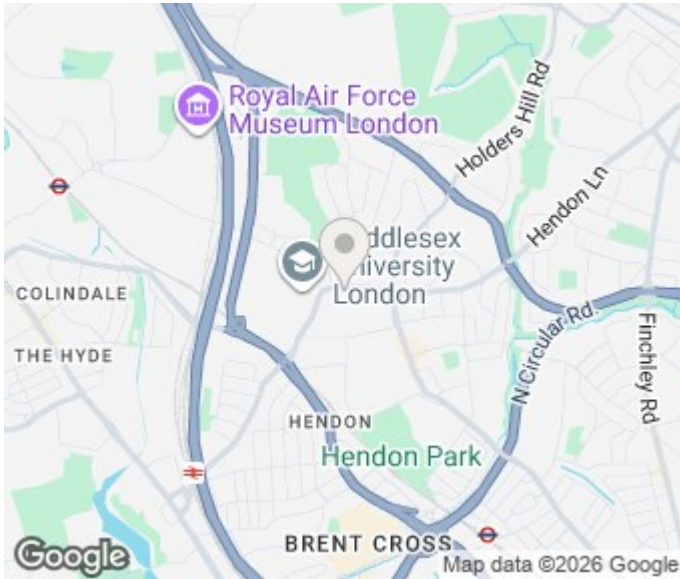 Royal Air Force
Museum London
Holders Hill Rd
Hendon Ln
ddlesex
iversity
London
COLINDALE
THE HYDE
N Circular Rd.
Finchley Rd
HENDON
Hendon Park
BRENT CROSS
Google
Map data ©2026 Google